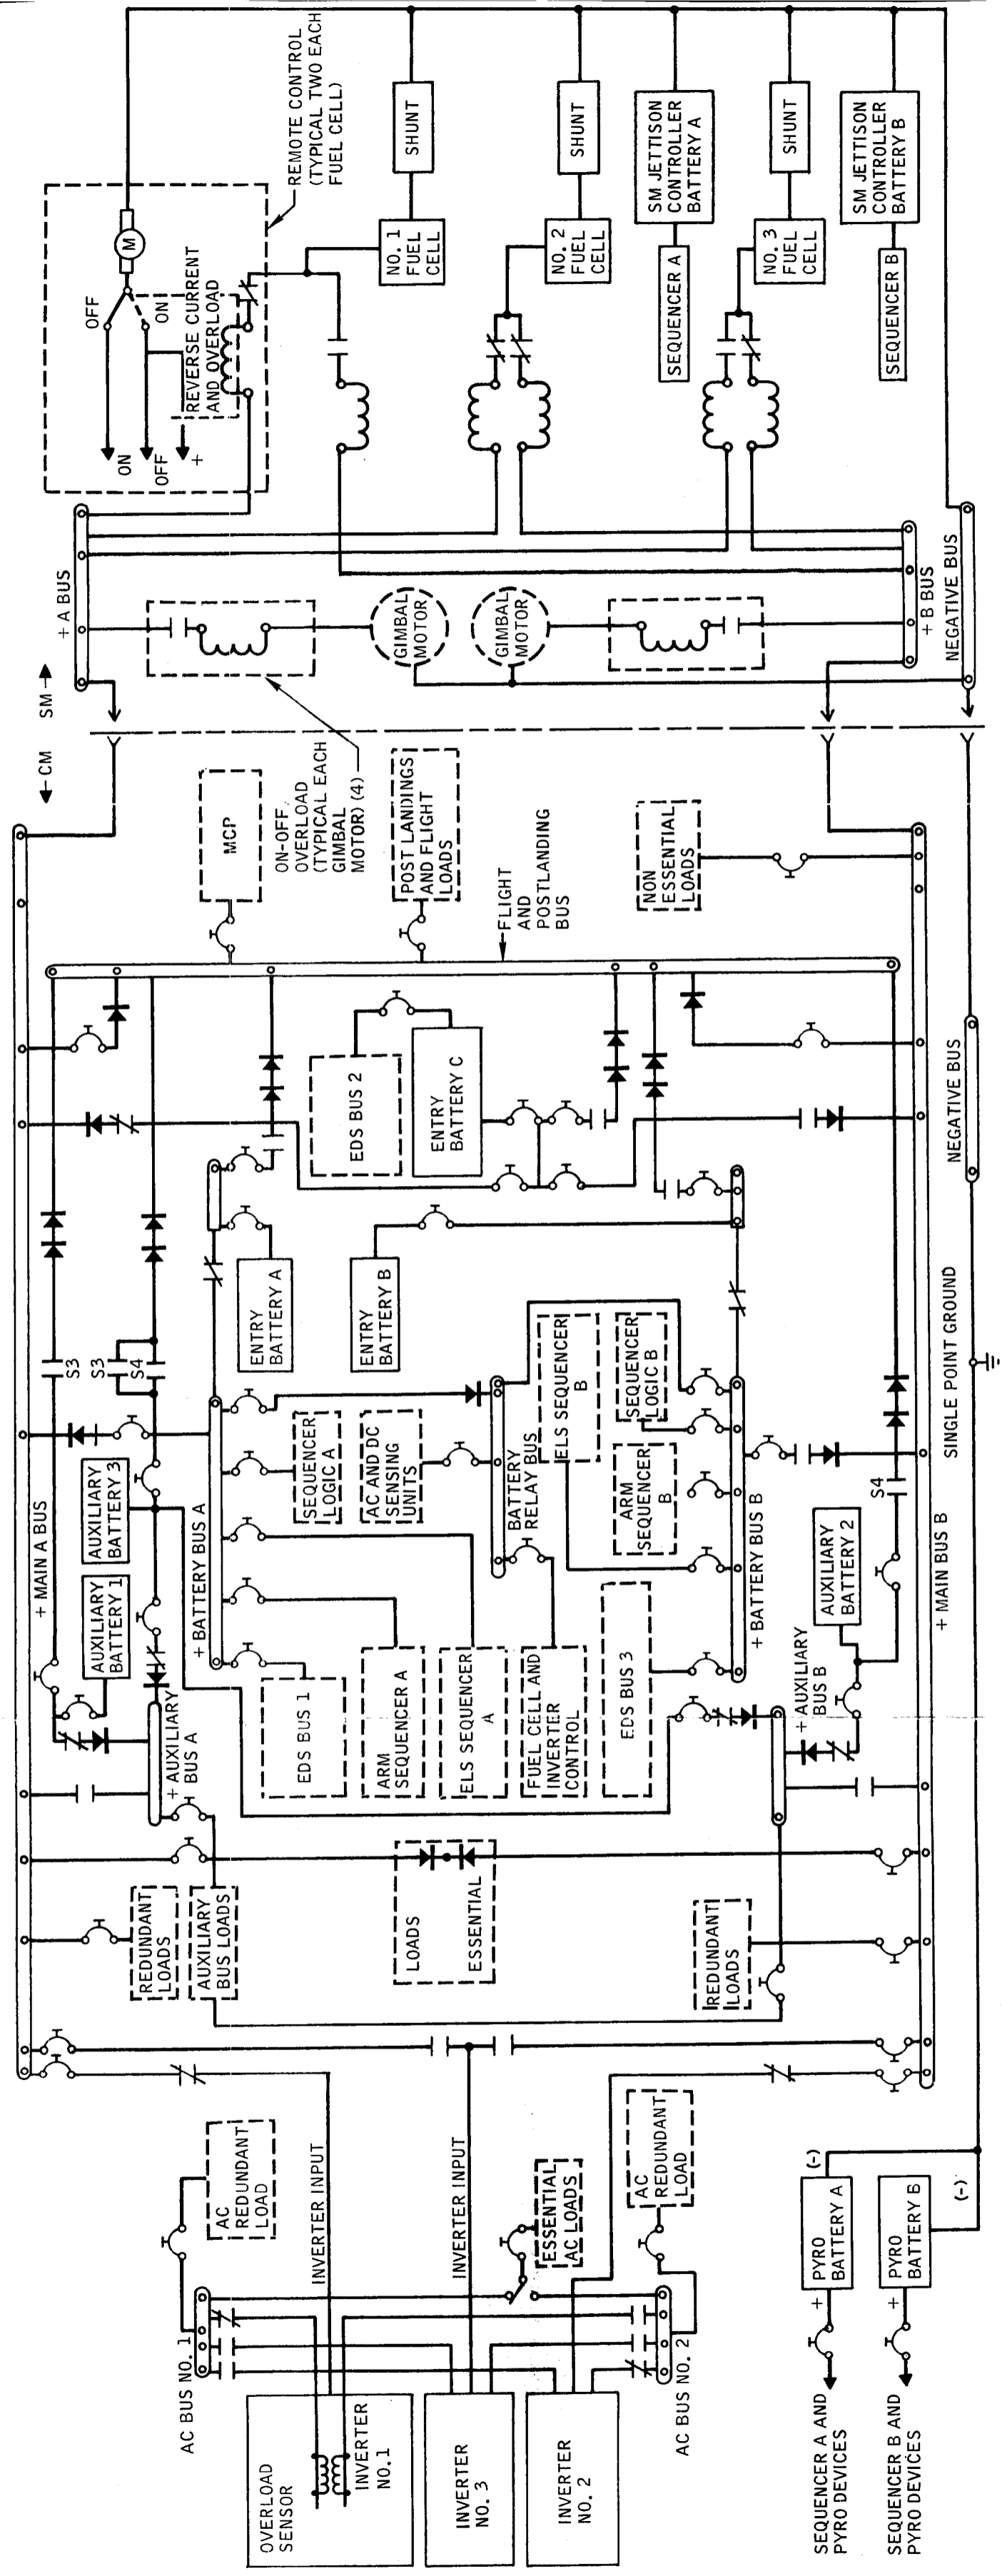 OFF
ON
M
REVERSE CURRENT
AND OVERLOAD
ON
OFF
+
REMOTE CONTROL
(TYPICAL TWO EACH
FUEL CELL)
SHUNT
NO. 1
FUEL
CELL
SHUNT
NO. 2
FUEL
CELL
SM JETTISON
CONTROLLER
BATTERY A
SEQUENCER A
SHUNT
NO. 3
FUEL
CELL
SM JETTISON
CONTROLLER
BATTERY B
SEQUENCER B
+ A BUS
GIMBAL
MOTOR
GIMBAL
MOTOR
+ B BUS
NEGATIVE BUS
SM
CM
MCP
ON-OFF
OVERLOAD
(TYPICAL EACH
GIMBAL
MOTOR) (4)
POST LANDINGS
AND FLIGHT
LOADS
FLIGHT
AND
POSTLANDING
BUS
NON
ESSENTIAL
LOADS
EDS BUS 2
ENTRY
BATTERY C
NEGATIVE BUS
ENTRY
BATTERY A
ENTRY
BATTERY B
S3
S3
S4
SEQUENCER
LOGIC A
AC AND DC
SENSING
UNITS
BATTERY
RELAY BUS
ELS SEQUENCER
B
SEQUENCER
LOGIC B
ARM
SEQUENCER
B
S4
SINGLE POINT GROUND
+ MAIN A BUS
AUXILIARY
BATTERY 3
AUXILIARY
BATTERY 1
+ BATTERY BUS A
+ BATTERY BUS B
AUXILIARY
BATTERY 2
+ MAIN BUS B
+ AUXILIARY
BUS A
EDS BUS 1
ARM
SEQUENCER A
ELS SEQUENCER
A
FUEL CELL AND
INVERTER
CONTROL
EDS BUS 3
+ AUXILIARY
BUS B
REDUNDANT
LOADS
AUXILIARY
BUS LOADS
LOADS
ESSENTIAL
REDUNDANT
LOADS
AC
REDUNDANT
LOAD
INVERTER INPUT
INVERTER INPUT
ESSENTIAL
AC LOADS
AC
REDUNDANT
LOAD
AC BUS NO. 1
AC BUS NO. 2
OVERLOAD
SENSOR
INVERTER
NO.1
INVERTER
NO. 3
INVERTER
NO. 2
(-)
PYRO
BATTERY A
+
SEQUENCER A AND
PYRO DEVICES
(-)
PYRO
BATTERY B
+
SEQUENCER B AND
PYRO DEVICES